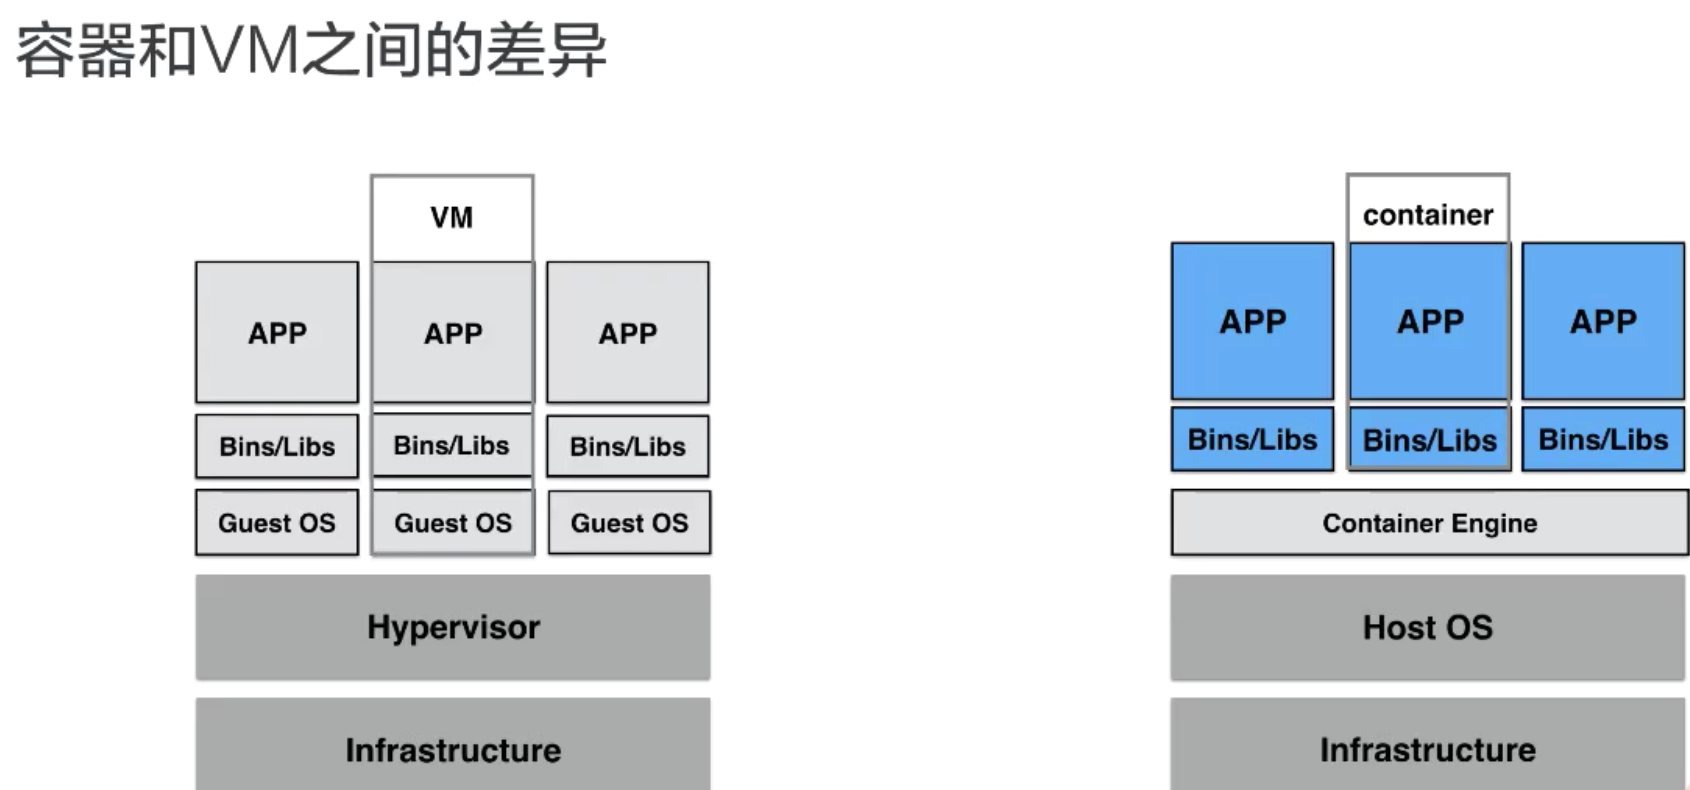 容器和VM之间的差异
VM
APP APP APP
Bins/Libs Bins/Libs Bins/Libs
Guest OS Guest OS Guest OS
Hypervisor
Infrastructure
container
APP APP APP
Bins/Libs Bins/Libs Bins/Libs
Container Engine
Host OS
Infrastructure